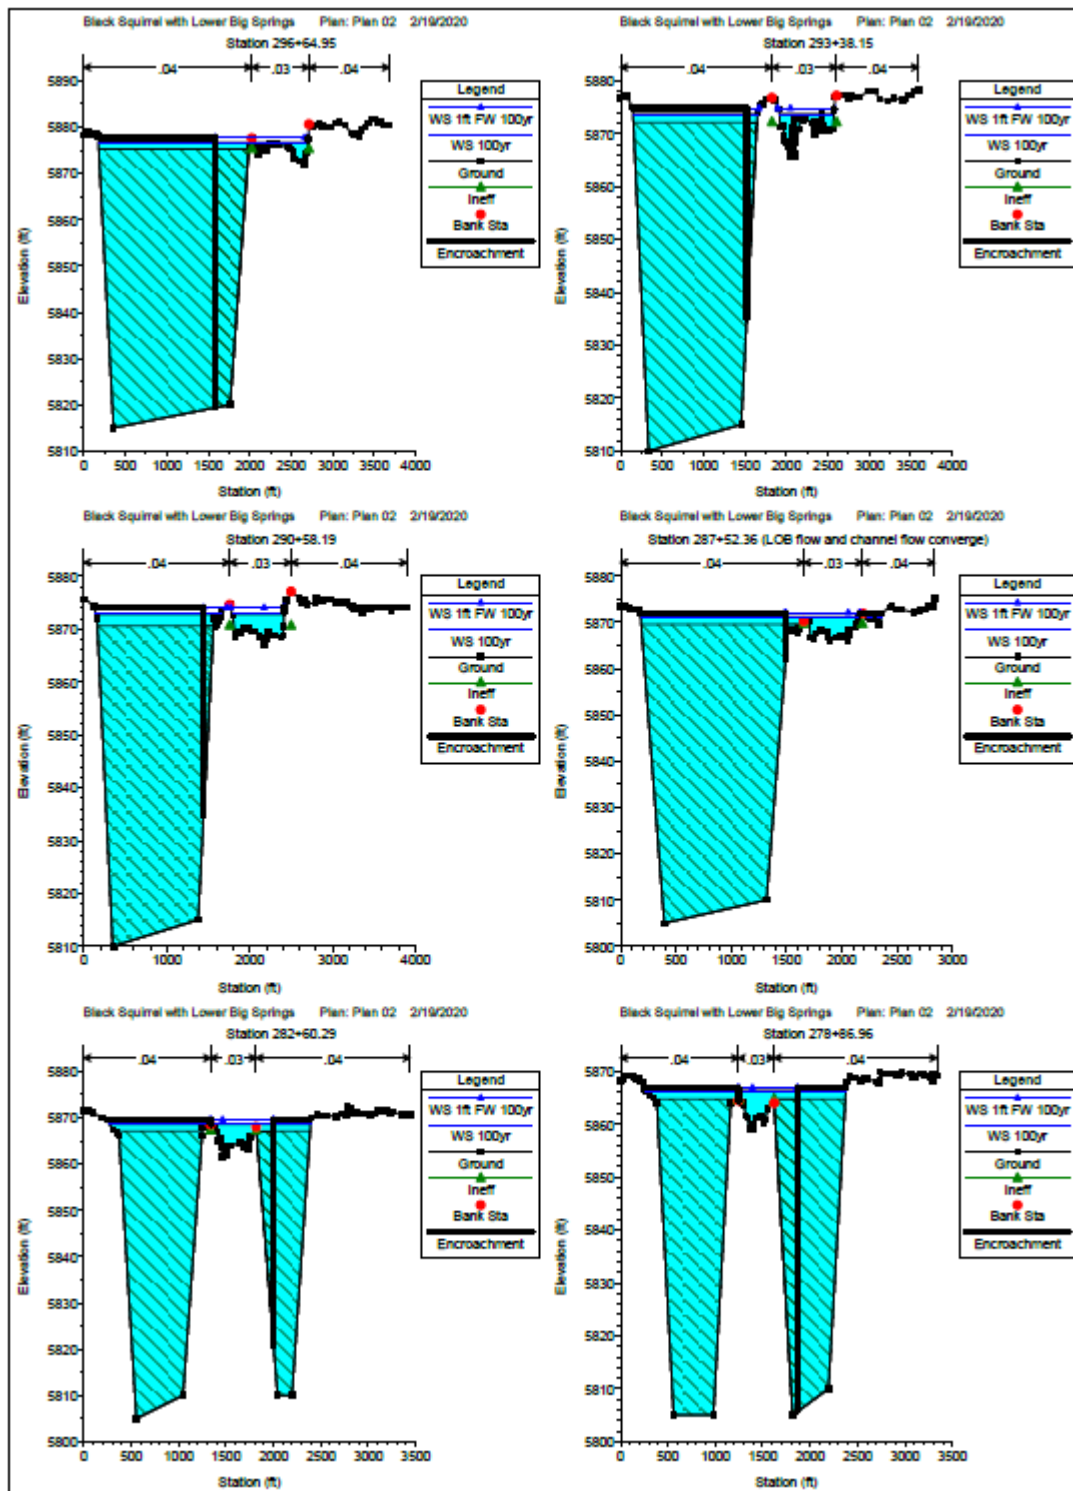 Black Squirrel with Lower Big Springs Plan: Plan 02 2/19/2020
Station 296+64.95
.04 .03 .04
Legend
WS 1ft FW 100yr
WS 100yr
Ground
Ineff
Bank Sta
Encroachment
5890
5880
5870
5860
5850
5840
5830
5820
5810
Elevation (ft)
0 500 1000 1500 2000 2500 3000 3500 4000
Station (ft)
Black Squirrel with Lower Big Springs Plan: Plan 02 2/19/2020
Station 293+38.15
.04 .03 .04
Legend
WS 1ft FW 100yr
WS 100yr
Ground
Ineff
Bank Sta
Encroachment
5880
5870
5860
5850
5840
5830
5820
5810
Elevation (ft)
0 500 1000 1500 2000 2500 3000 3500 4000
Station (ft)
Black Squirrel with Lower Big Springs Plan: Plan 02 2/19/2020
Station 290+58.19
.04 .03 .04
Legend
WS 1ft FW 100yr
WS 100yr
Ground
Ineff
Bank Sta
Encroachment
5880
5870
5860
5850
5840
5830
5820
5810
Elevation (ft)
0 1000 2000 3000 4000
Station (ft)
Black Squirrel with Lower Big Springs Plan: Plan 02 2/19/2020
Station 287+52.36 (LOB flow and channel flow converge)
.04 .03 .04
Legend
WS 1ft FW 100yr
WS 100yr
Ground
Ineff
Bank Sta
Encroachment
5880
5870
5860
5850
5840
5830
5820
5810
5800
Elevation (ft)
0 500 1000 1500 2000 2500 3000
Station (ft)
Black Squirrel with Lower Big Springs Plan: Plan 02 2/19/2020
Station 282+60.29
.04 .03 .04
Legend
WS 1ft FW 100yr
WS 100yr
Ground
Ineff
Bank Sta
Encroachment
5880
5870
5860
5850
5840
5830
5820
5810
5800
Elevation (ft)
0 500 1000 1500 2000 2500 3000 3500
Station (ft)
Black Squirrel with Lower Big Springs Plan: Plan 02 2/19/2020
Station 278+86.96
.04 .03 .04
Legend
WS 1ft FW 100yr
WS 100yr
Ground
Ineff
Bank Sta
Encroachment
5870
5860
5850
5840
5830
5820
5810
5800
Elevation (ft)
0 500 1000 1500 2000 2500 3000 3500
Station (ft)